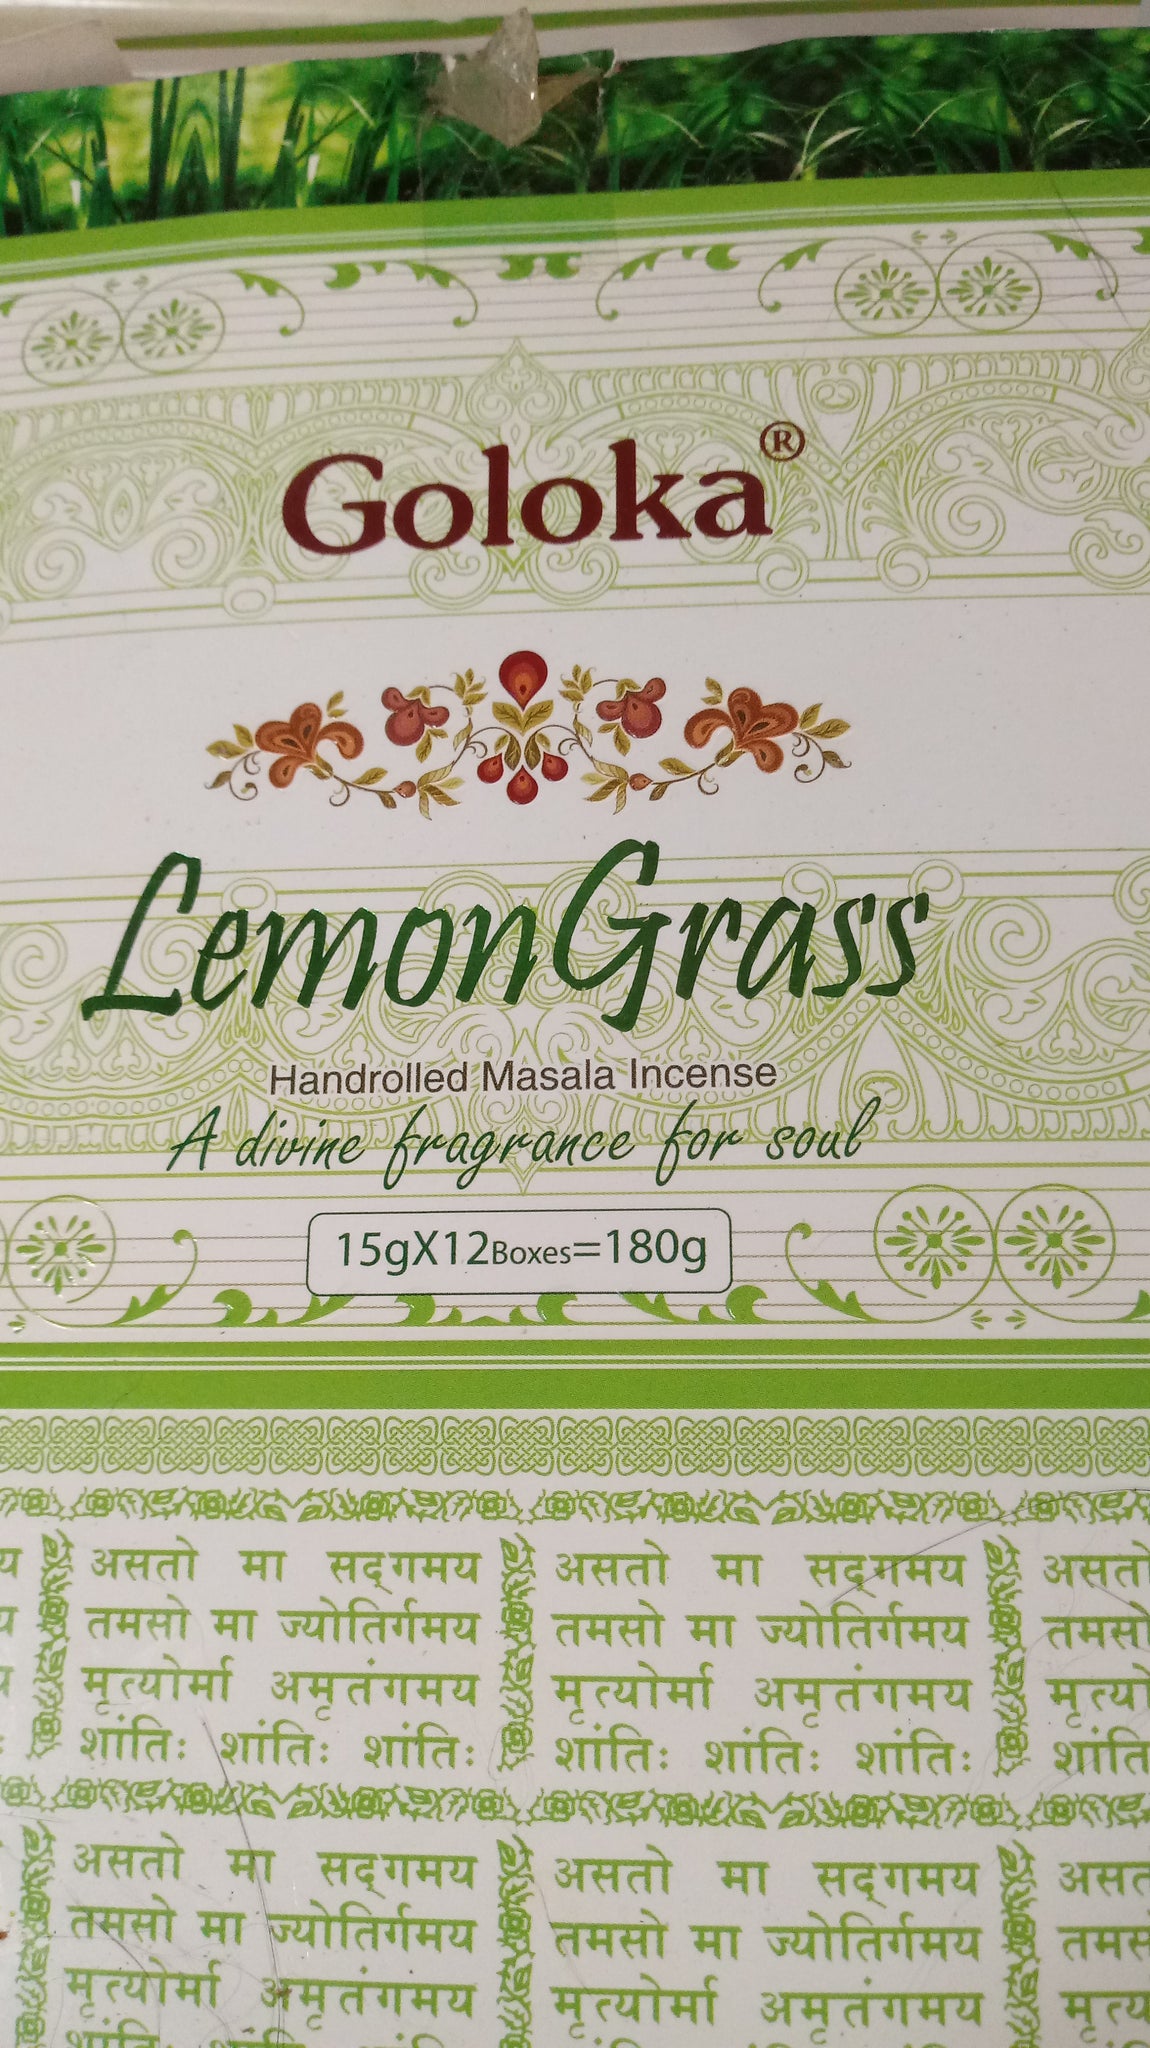 Goloka®
LemonGrass
Handrolled Masala Incense
A divine fragrance for soul
15gX12Boxes=180g
असतो मा सद्गमय असतो मा सद्गमय असतो
तमसो मा ज्योतिर्गमय तमसो मा ज्योतिर्गमय तमसो
मृत्योर्मा अमृतंगमय मृत्योर्मा अमृतंगमय
शांतिः शांतिः शांतिः शांतिः शांतिः शांतिः
असतो मा सद्गमय असतो मा सद्गमय
तमसो मा ज्योतिर्गमय तमसो मा ज्योतिर्गमय
मृत्योर्मा अमृतंगमय मृत्योर्मा अमृतंगमय